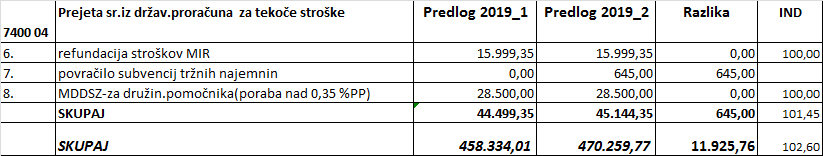 7400 04 Prejeta sr.iz držav.proračuna za tekoče stroške Predlog 2019_1 Predlog 2019_2 Razlika IND
6. refundacija stroškov MIR 15.999,35 15.999,35 0,00 100,00
7. povračilo subvencij tržnih najemnin 0,00 645,00 645,00
8. MDDSZ-za družin.pomočnika(poraba nad 0,35 %PP) 28.500,00 28.500,00 0,00 100,00
SKUPAJ 44.499,35 45.144,35 645,00 101,45
SKUPAJ 458.334,01 470.259,77 11.925,76 102,60